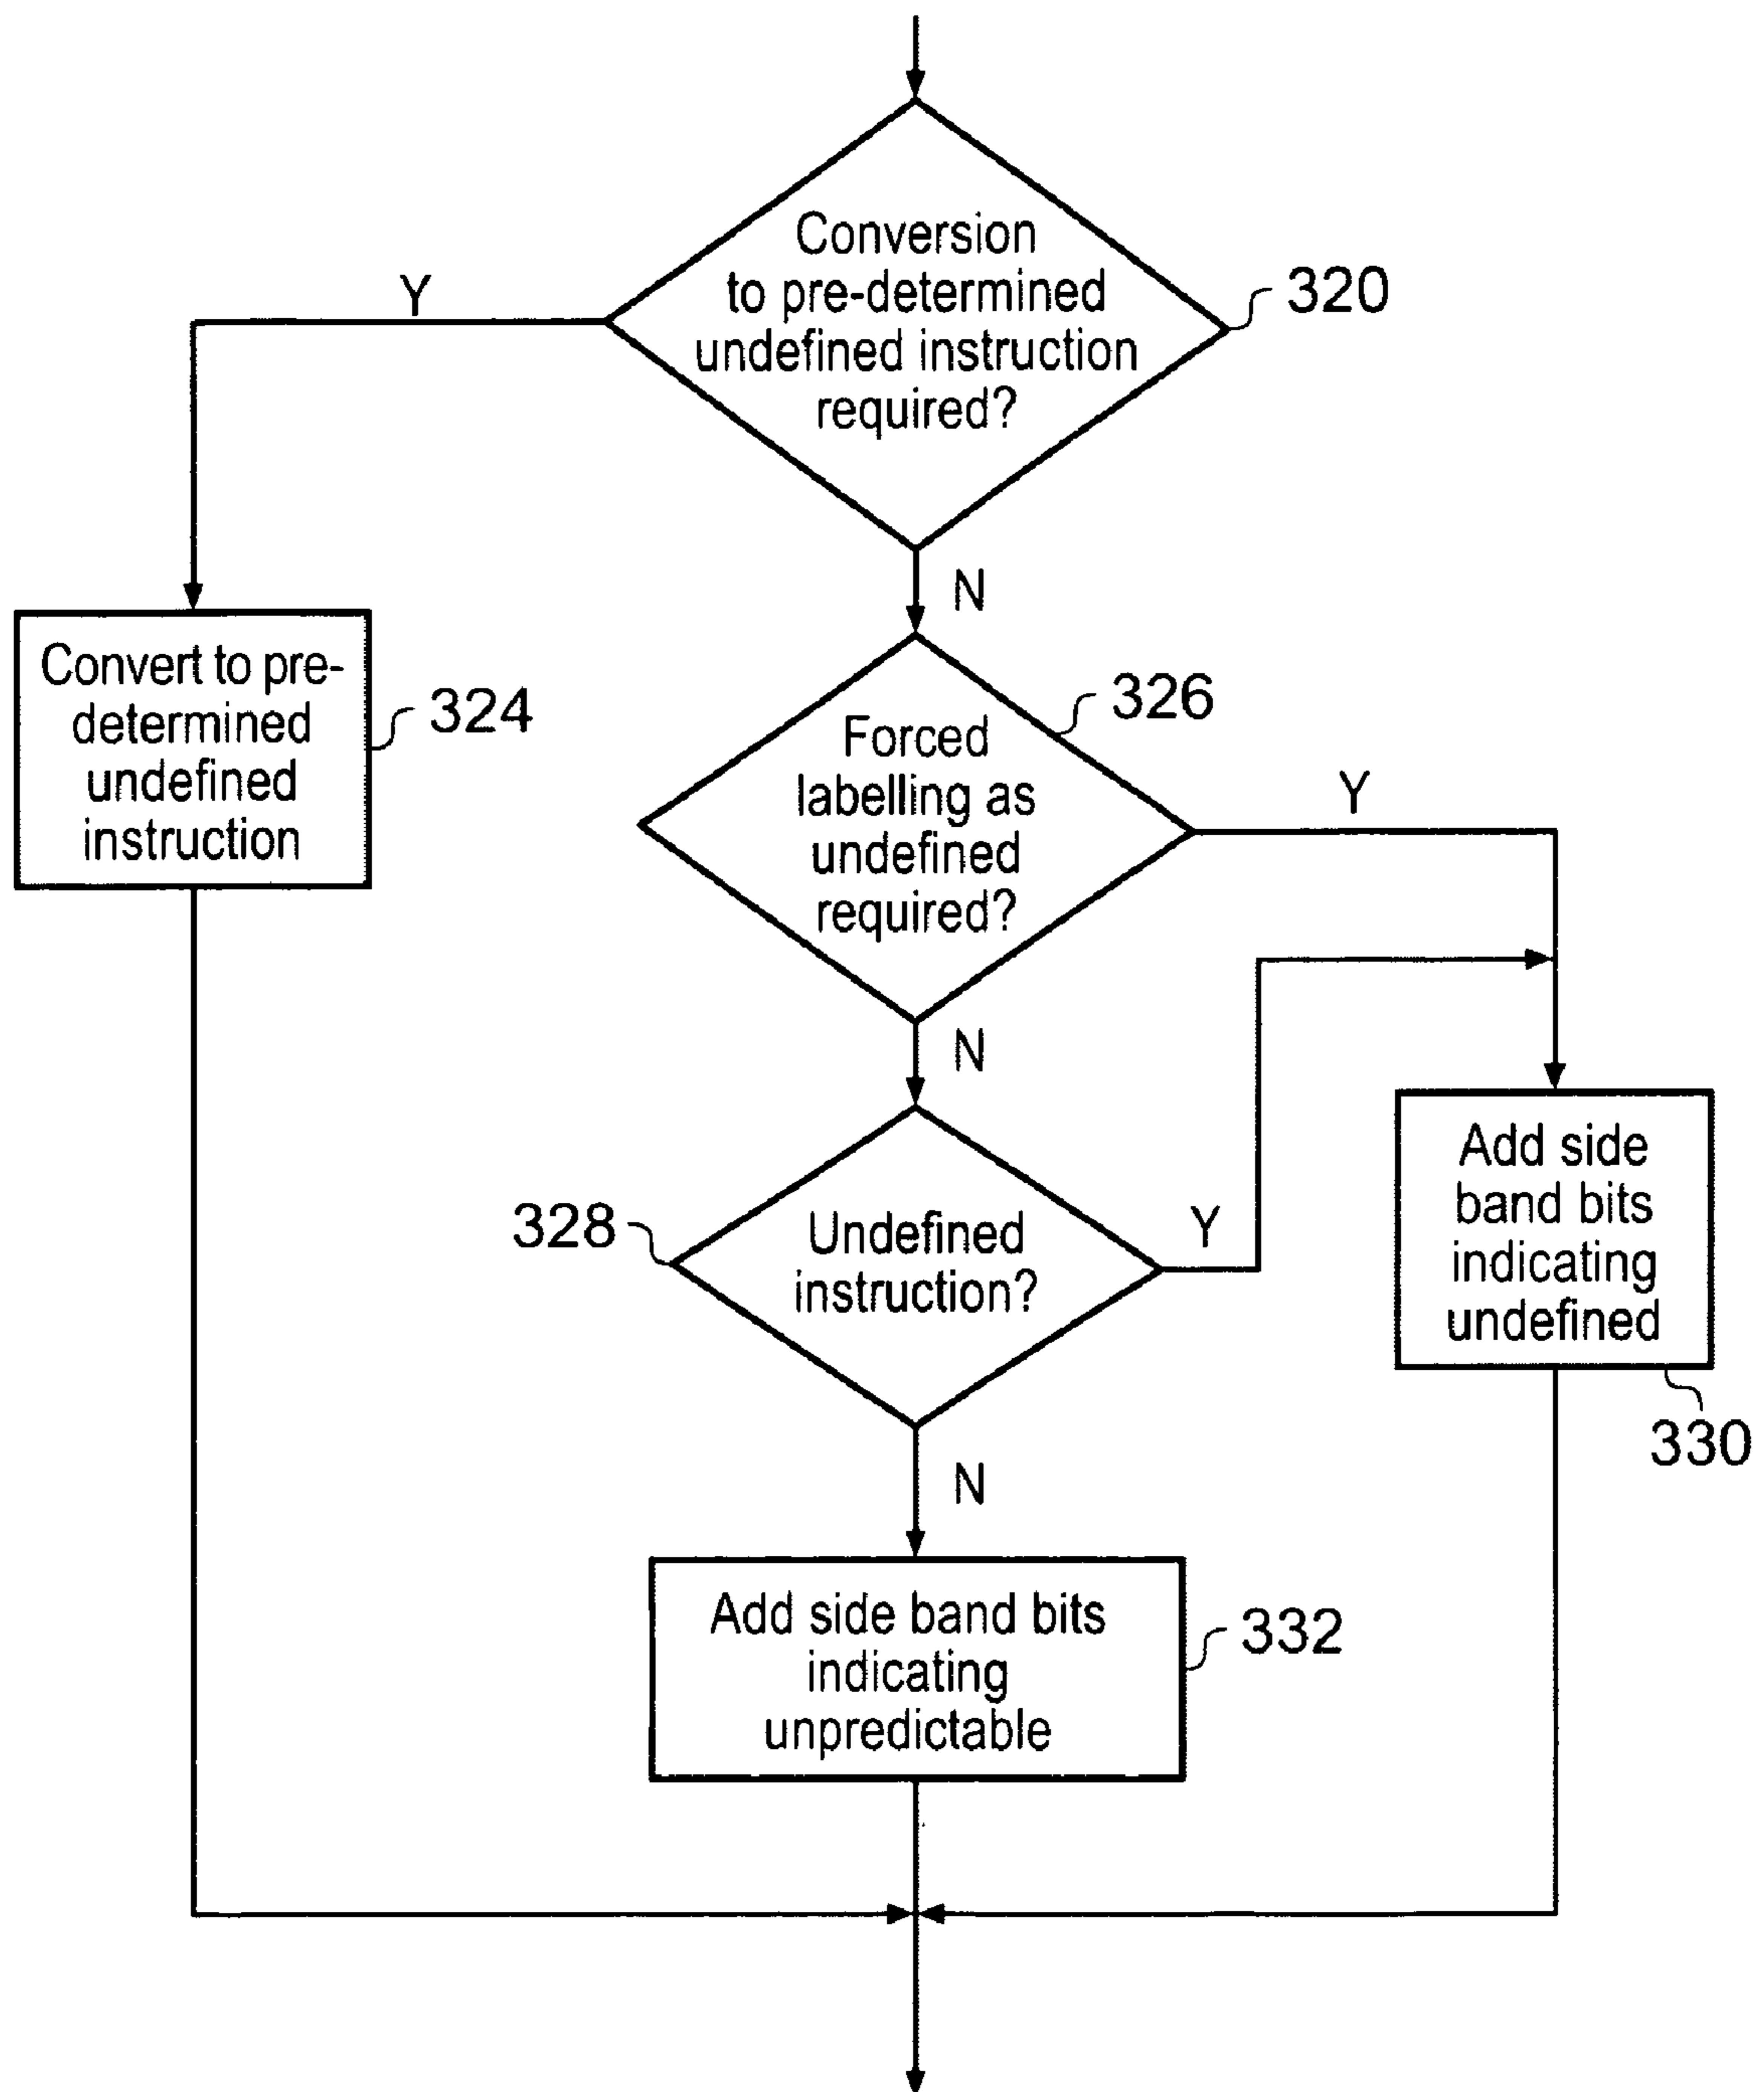 Conversion
to pre-determined
undefined instruction
required?
320
Y
N
Convert to pre-
determined
undefined
instruction
324
326
Forced
labelling as
undefined
required?
Y
N
328
Undefined
instruction?
Y
Add side
band bits
indicating
undefined
330
N
Add side band bits
indicating
unpredictable
332